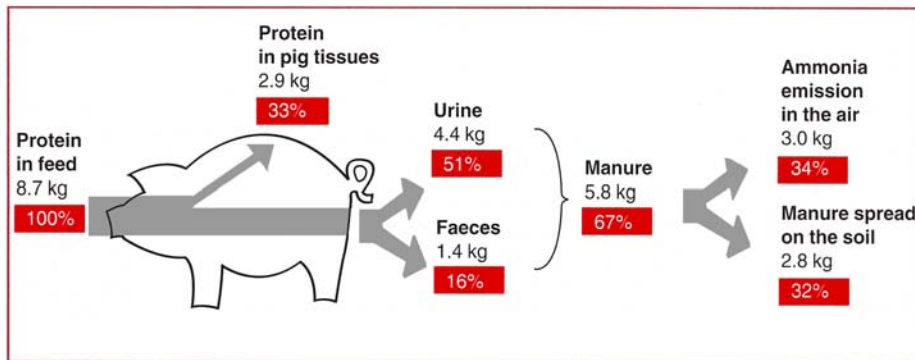 Protein
in feed
8.7 kg
100%
Protein
in pig tissues
2.9 kg
33%
Urine
4.4 kg
51%
Faeces
1.4 kg
16%
Manure
5.8 kg
67%
Ammonia
emission
in the air
3.0 kg
34%
Manure spread
on the soil
2.8 kg
32%